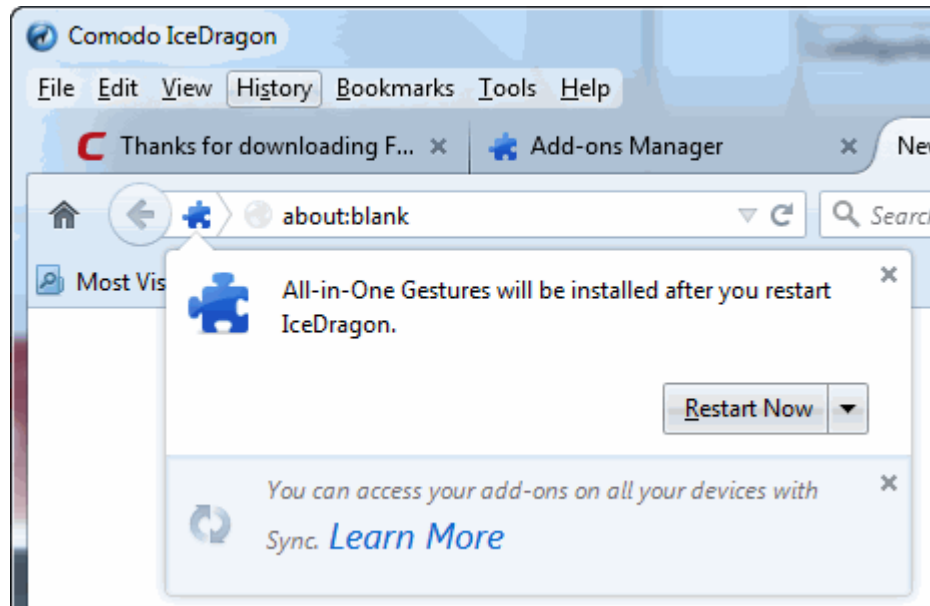 Comodo IceDragon
File Edit View History Bookmarks Tools Help
Thanks for downloading F... Add-ons Manager
about:blank
Most
All-in-One Gestures will be installed after you restart
IceDragon.
Restart Now
You can access your add-ons on all your devices with
Sync. Learn More